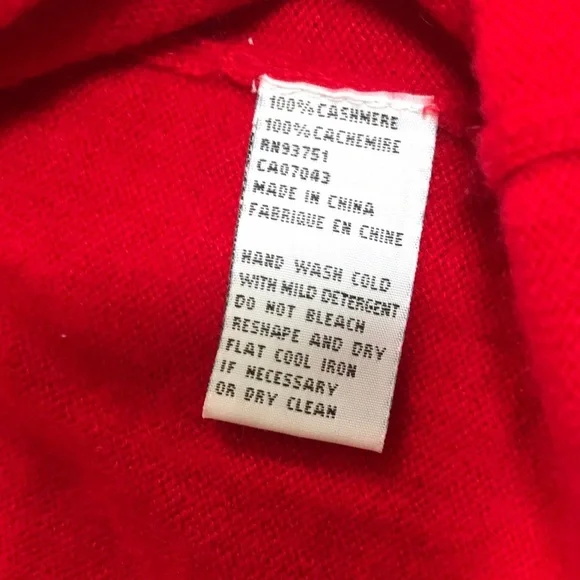 100% CASHMERE
100% CACHEMIRE
RN93751
CA07043
MADE IN CHINA
FABRIQUE EN CHINE
HAND WASH COLD
WITH MILD DETERGENT
DO NOT BLEACH
RESHAPE AND DRY
FLAT COOL IRON
IF NECESSARY
OR DRY CLEAN